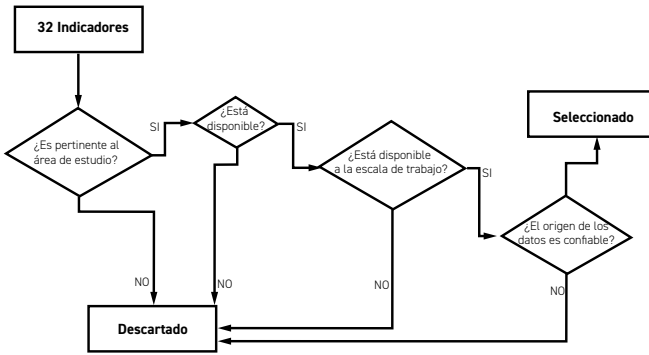 32 Indicadores
¿Es pertinente al
área de estudio?
SI
¿Está
disponible?
SI
¿Está disponible
a la escala de trabajo?
SI
Seleccionado
¿El origen de los
datos es confiable?
NO
NO
NO
NO
Descartado